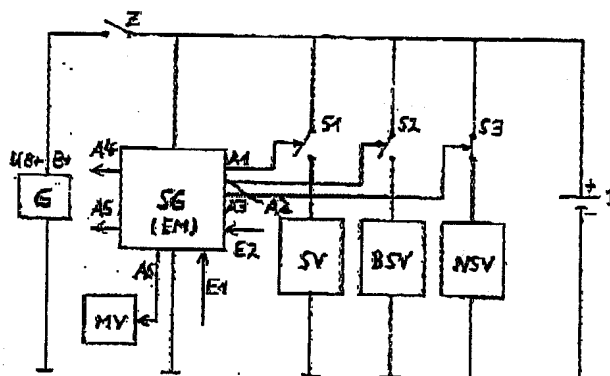 Z
S1
S2
S3
UB+ B+
A4
A1
G
SG
(EM)
A3
A2
A5
E2
SV
BSV
NSV
+
-
A6
E1
MV